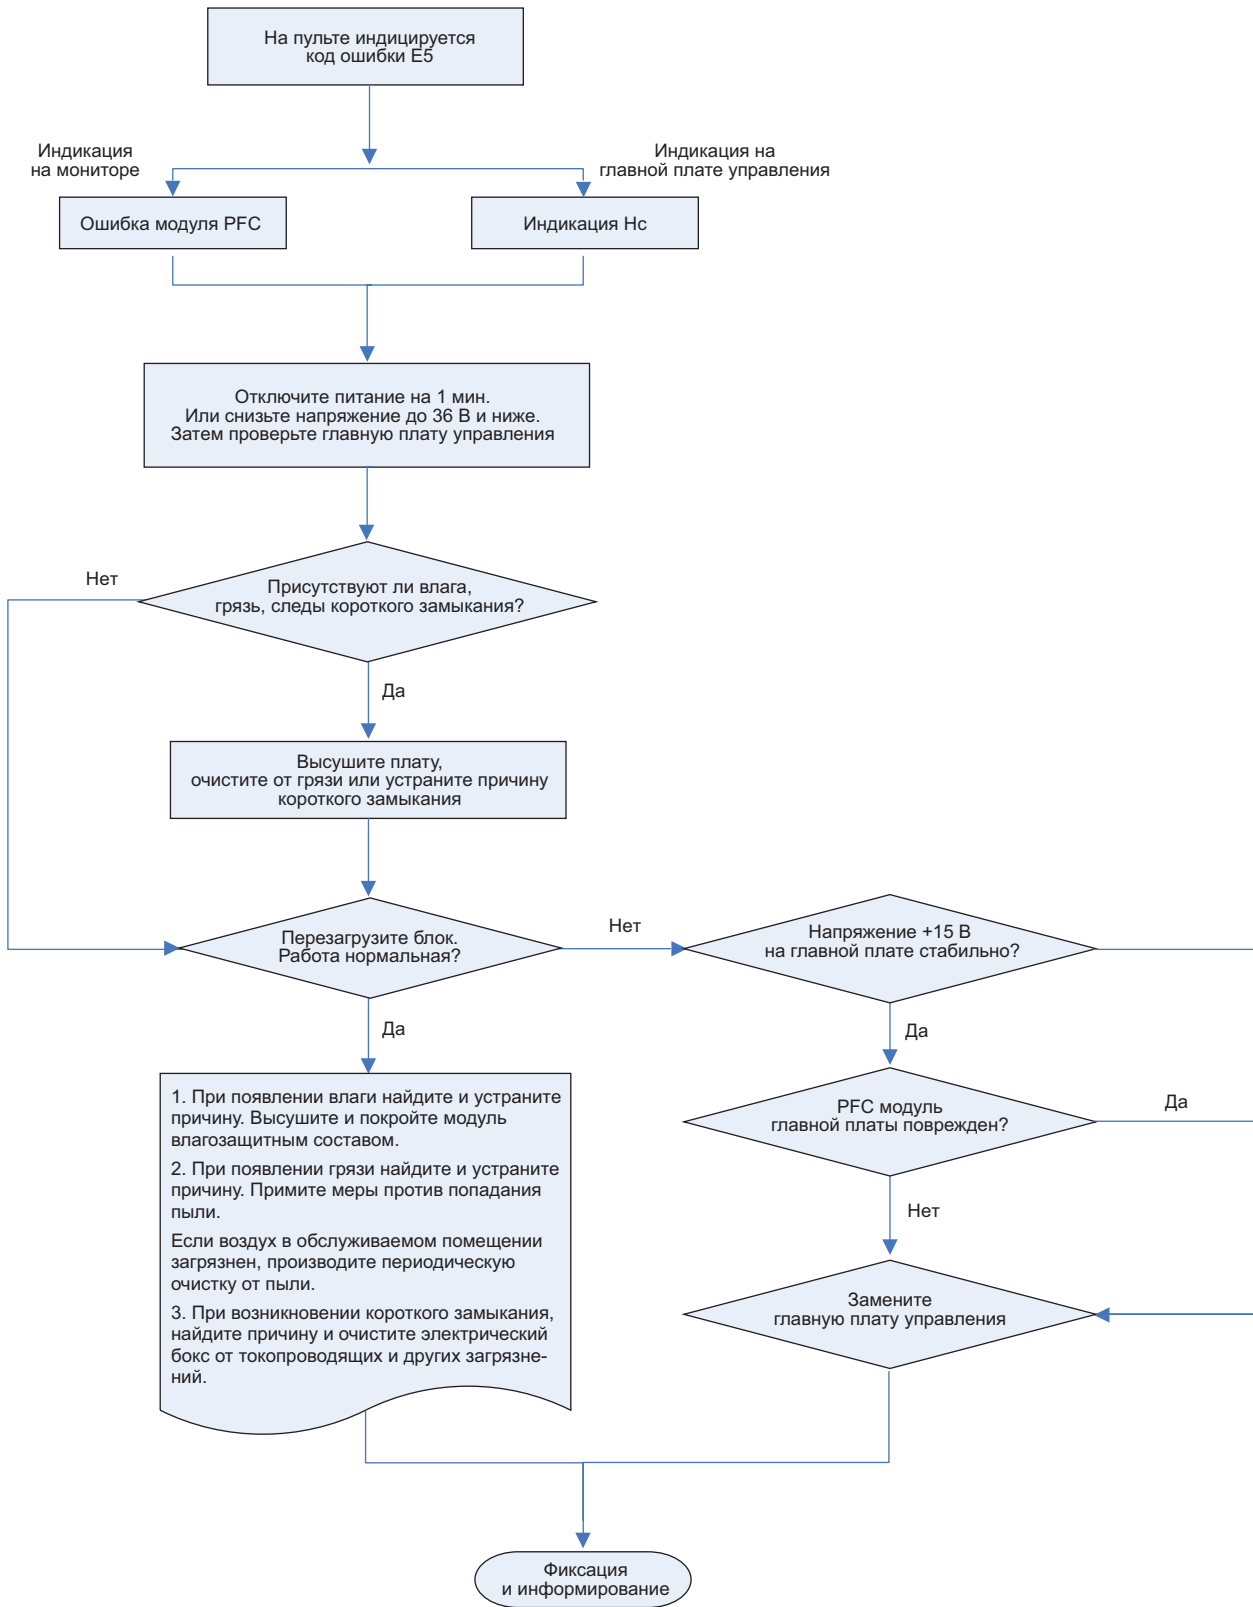 На пульте индицируется
код ошибки E5
Индикация
на мониторе
Индикация на
главной плате управления
Ошибка модуля PFC
Индикация Hc
Отключите питание на 1 мин.
Или снизьте напряжение до 36 В и ниже.
Затем проверьте главную плату управления
Присутствуют ли влага,
грязь, следы короткого замыкания?
Нет
Да
Высушите плату,
очистите от грязи или устраните причину
короткого замыкания
Перезагрузите блок.
Работа нормальная?
Нет
Напряжение +15 В
на главной плате стабильно?
Да
Да
1. При появлении влаги найдите и устраните
причину. Высушите и покройте модуль
влагозащитным составом.
2. При появлении грязи найдите и устраните
причину. Примите меры против попадания
пыли.
Если воздух в обслуживаемом помещении
загрязнен, производите периодическую
очистку от пыли.
3. При возникновении короткого замыкания,
найдите причину и очистите электрический
бокс от токопроводящих и других загрязне-
ний.
PFC модуль
главной платы поврежден?
Да
Нет
Замените
главную плату управления
Фиксация
и информирование